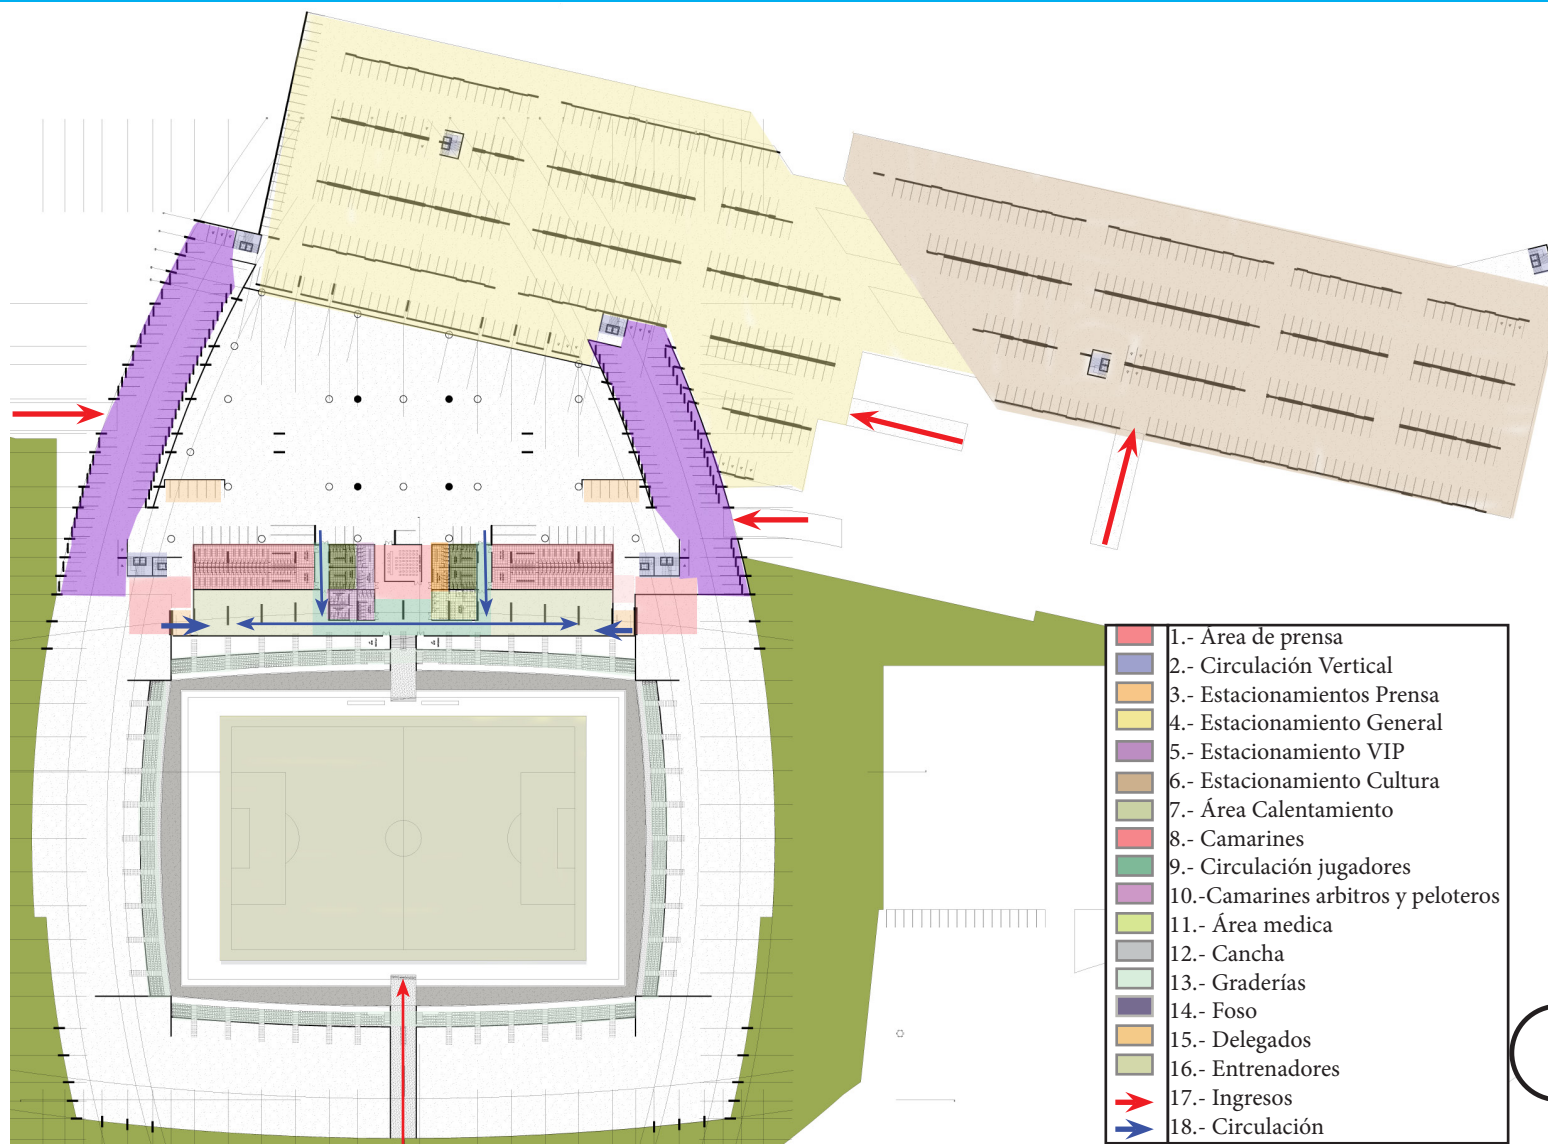 1.- Área de prensa
2.- Circulación Vertical
3.- Estacionamientos Prensa
4.- Estacionamiento General
5.- Estacionamiento VIP
6.- Estacionamiento Cultura
7.- Área Calentamiento
8.- Camarines
9.- Circulación jugadores
10.-Camarines arbitros y peloteros
11.- Área medica
12.- Cancha
13.- Graderías
14.- Foso
15.- Delegados
16.- Entrenadores
17.- Ingresos
18.- Circulación